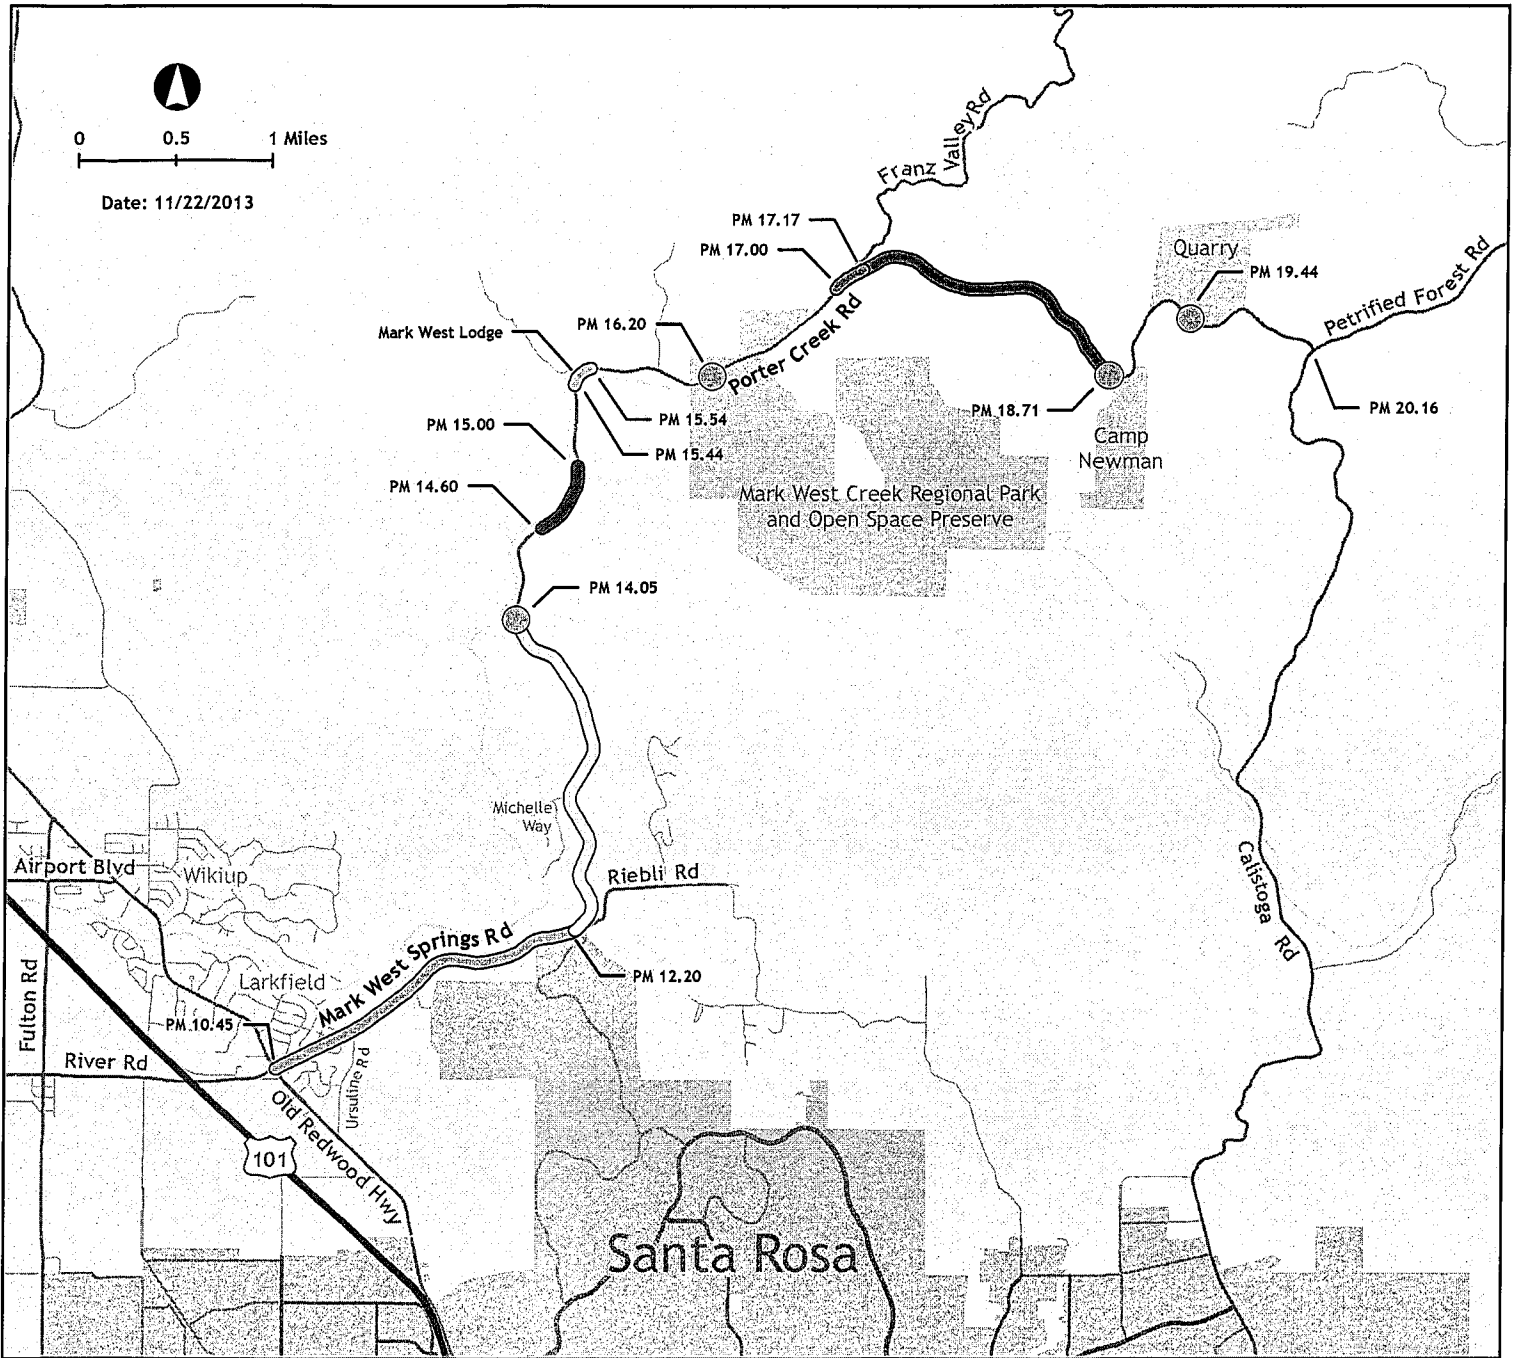 0 0.5 1 Miles
Date: 11/22/2013
Franz Valley Rd
PM 17.17
PM 17.00
Quarry
PM 19.44
Petrified Forest Rd
Mark West Lodge
PM 16.20
Porter Creek Rd
PM 15.54
PM 18.71
PM 20.16
PM 15.00
PM 15.44
Camp
Newman
PM 14.60
Mark West Creek Regional Park
and Open Space Preserve
PM 14.05
Michelle
Way
Airport Blvd
Wikiup
Riebli Rd
Calistoga Rd
Mark West Springs Rd
Fulton Rd
Larkfield
PM 12.20
PM 10.45
River Rd
Ursuline Rd
Old Redwood Hwy
101
Santa Rosa